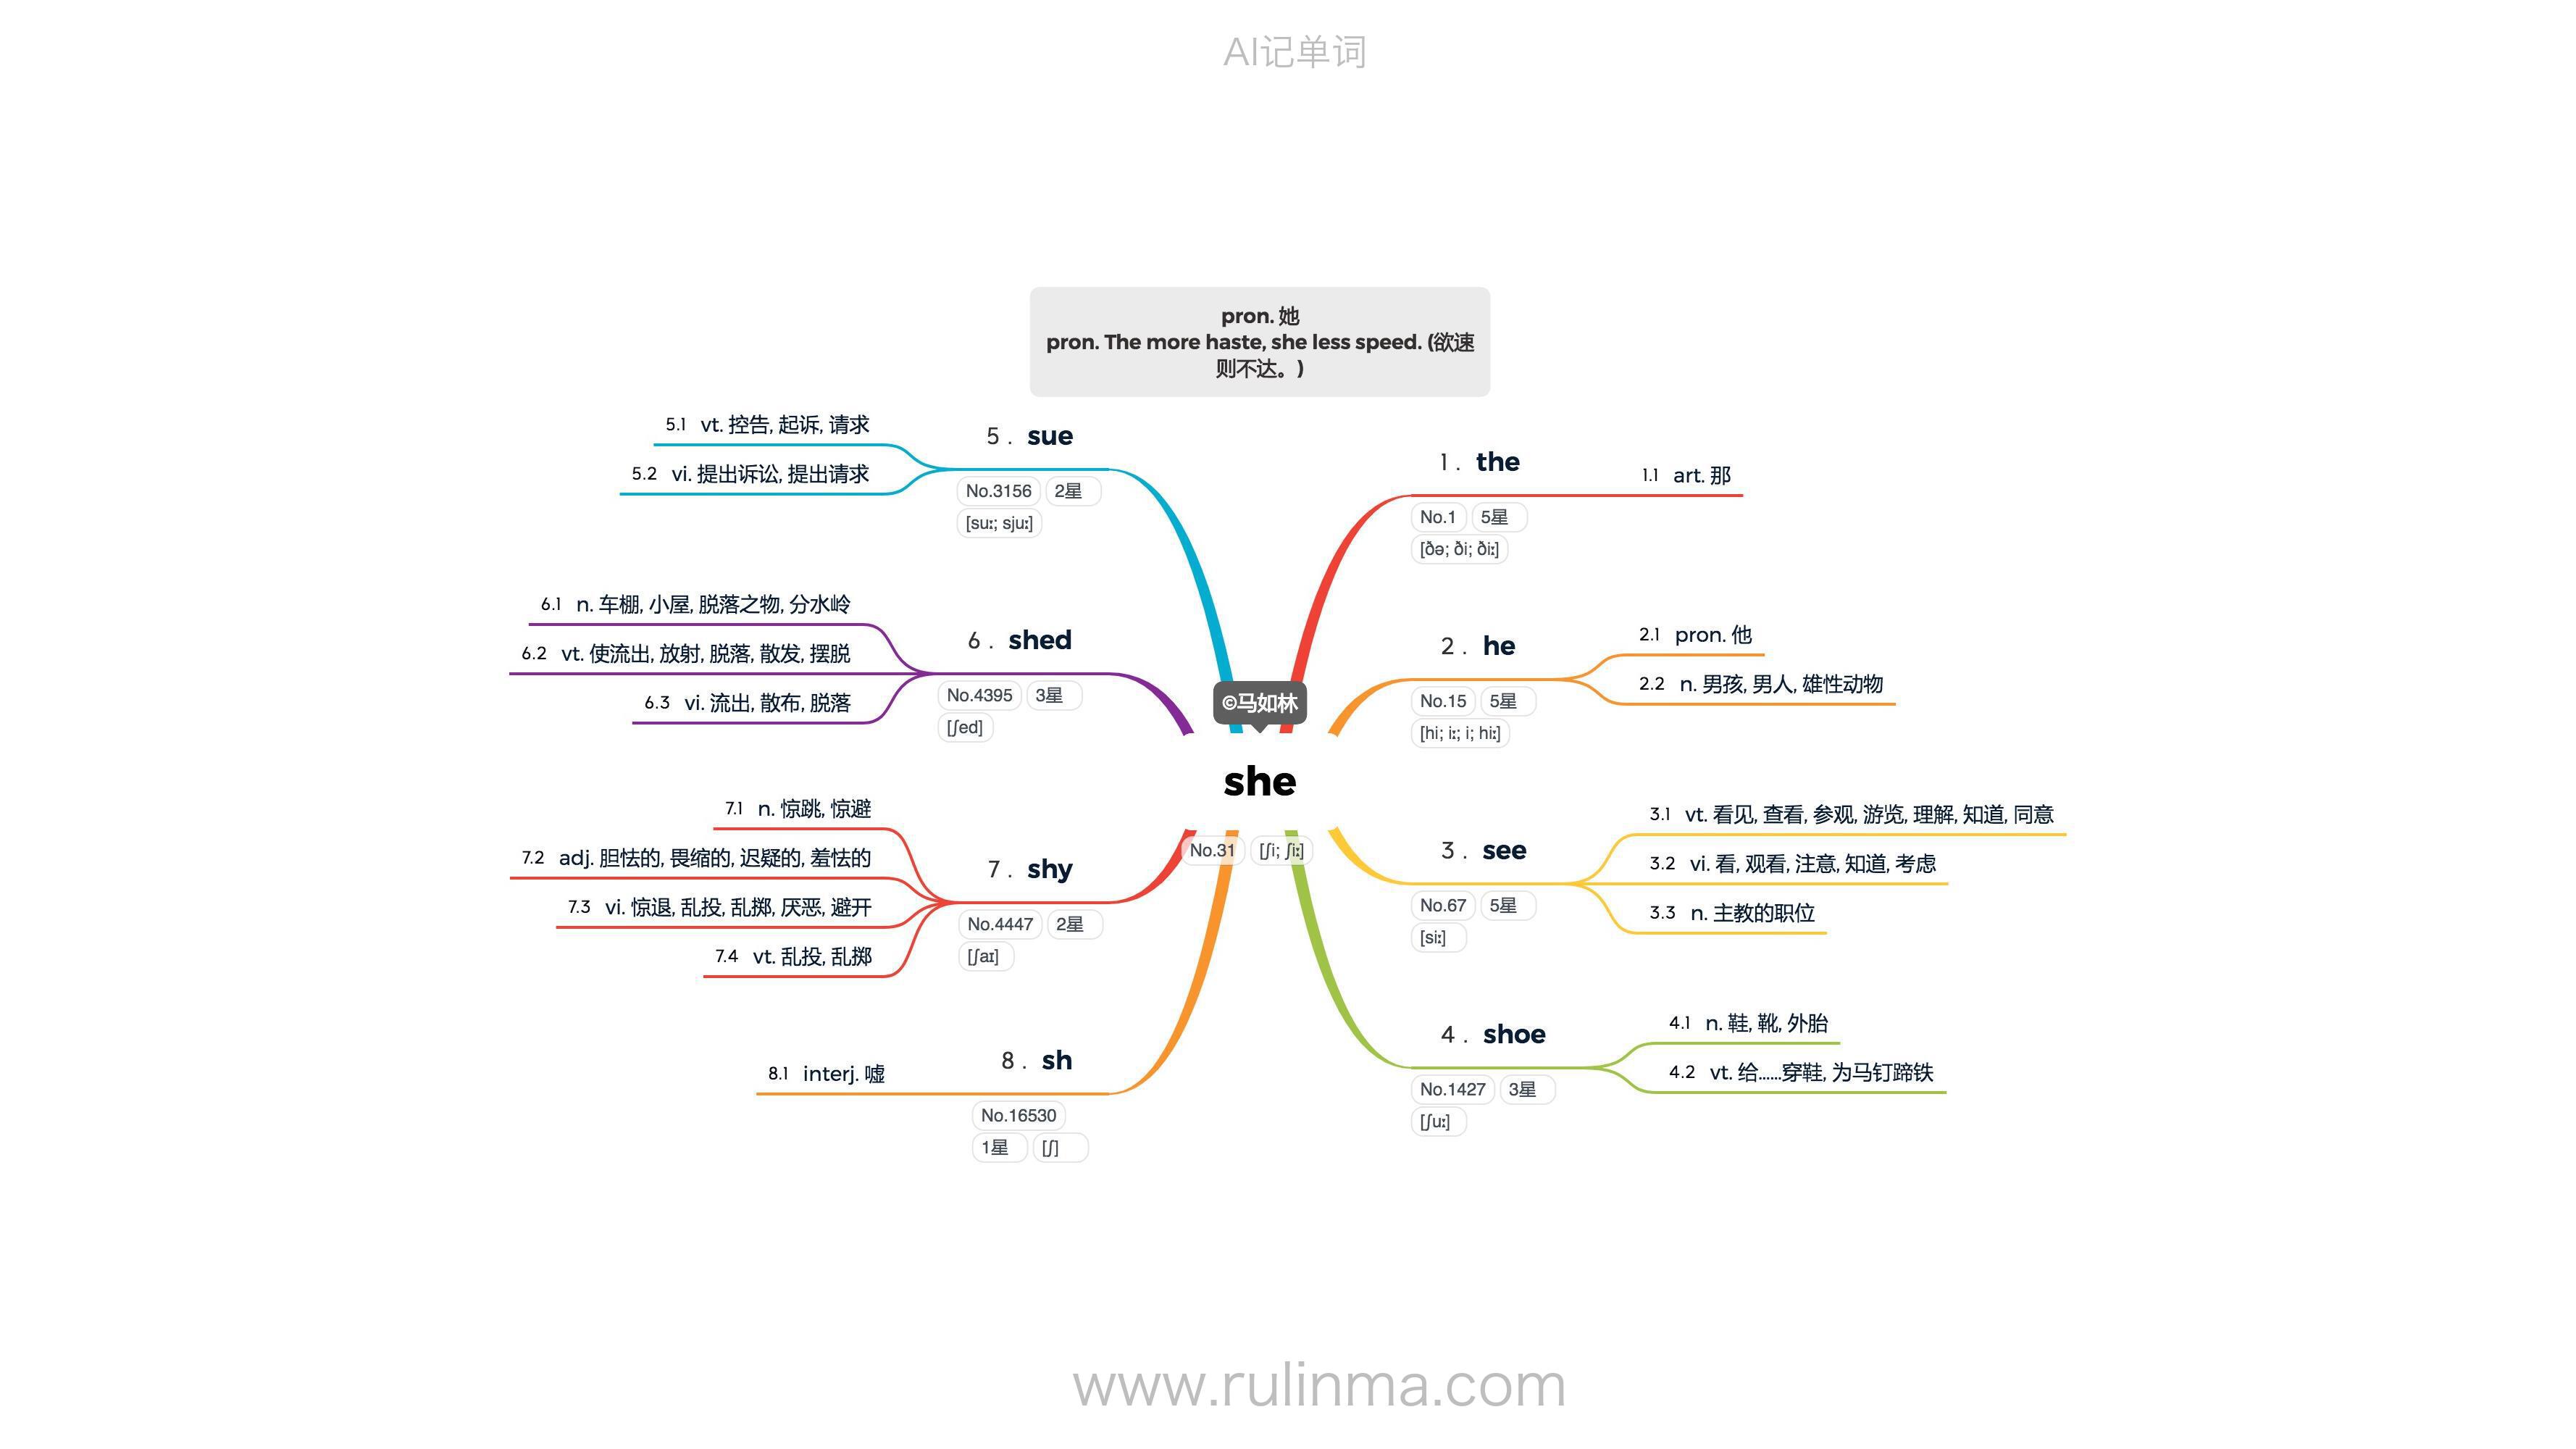 AI记单词
pron. 她
pron. The more haste, she less speed. (欲速
则不达。)
©马如林
she
No.31 [ʃi; ʃiː]
1 . the
No.1 5星
[ðə; ði; ðiː]
1.1 art. 那
2 . he
No.15 5星
[hi; iː; i; hiː]
2.1 pron. 他
2.2 n. 男孩, 男人, 雄性动物
3 . see
No.67 5星
[siː]
3.1 vt. 看见, 查看, 参观, 游览, 理解, 知道, 同意
3.2 vi. 看, 观看, 注意, 知道, 考虑
3.3 n. 主教的职位
4 . shoe
No.1427 3星
[ʃuː]
4.1 n. 鞋, 靴, 外胎
4.2 vt. 给……穿鞋, 为马钉蹄铁
5 . sue
No.3156 2星
[suː; sjuː]
5.1 vt. 控告, 起诉, 请求
5.2 vi. 提出诉讼, 提出请求
6 . shed
No.4395 3星
[ʃed]
6.1 n. 车棚, 小屋, 脱落之物, 分水岭
6.2 vt. 使流出, 放射, 脱落, 散发, 摆脱
6.3 vi. 流出, 散布, 脱落
7 . shy
No.4447 2星
[ʃaɪ]
7.1 n. 惊跳, 惊避
7.2 adj. 胆怯的, 畏缩的, 迟疑的, 羞怯的
7.3 vi. 惊退, 乱投, 乱掷, 厌恶, 避开
7.4 vt. 乱投, 乱掷
8 . sh
No.16530
1星 [ʃ]
8.1 interj. 嘘
www.rulinma.com